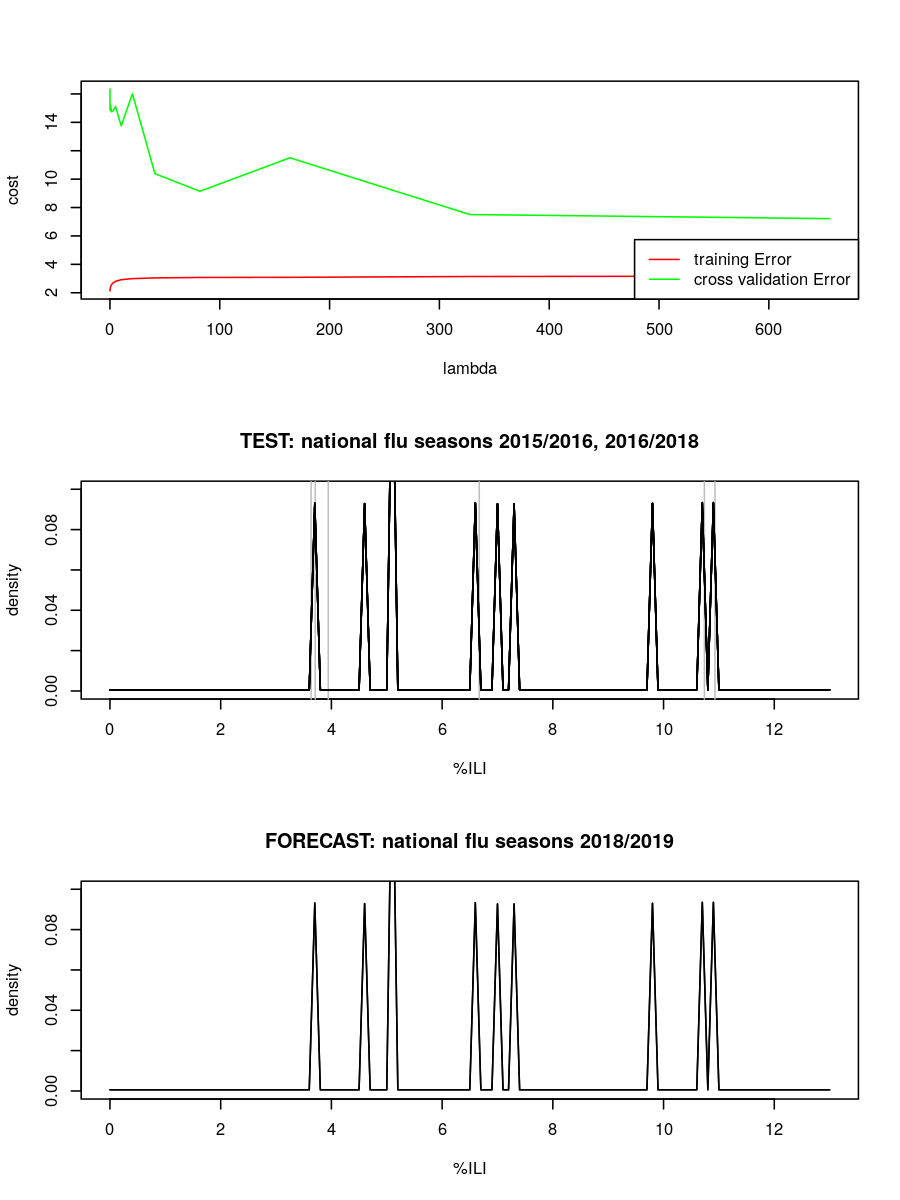 cost
14
10
8
6
4
2
training Error
cross validation Error
0 100 200 300 400 500 600
lambda
TEST: national flu seasons 2015/2016, 2016/2018
density
0.08
0.04
0.00
0 2 4 6 8 10 12
%ILI
FORECAST: national flu seasons 2018/2019
density
0.08
0.04
0.00
0 2 4 6 8 10 12
%ILI